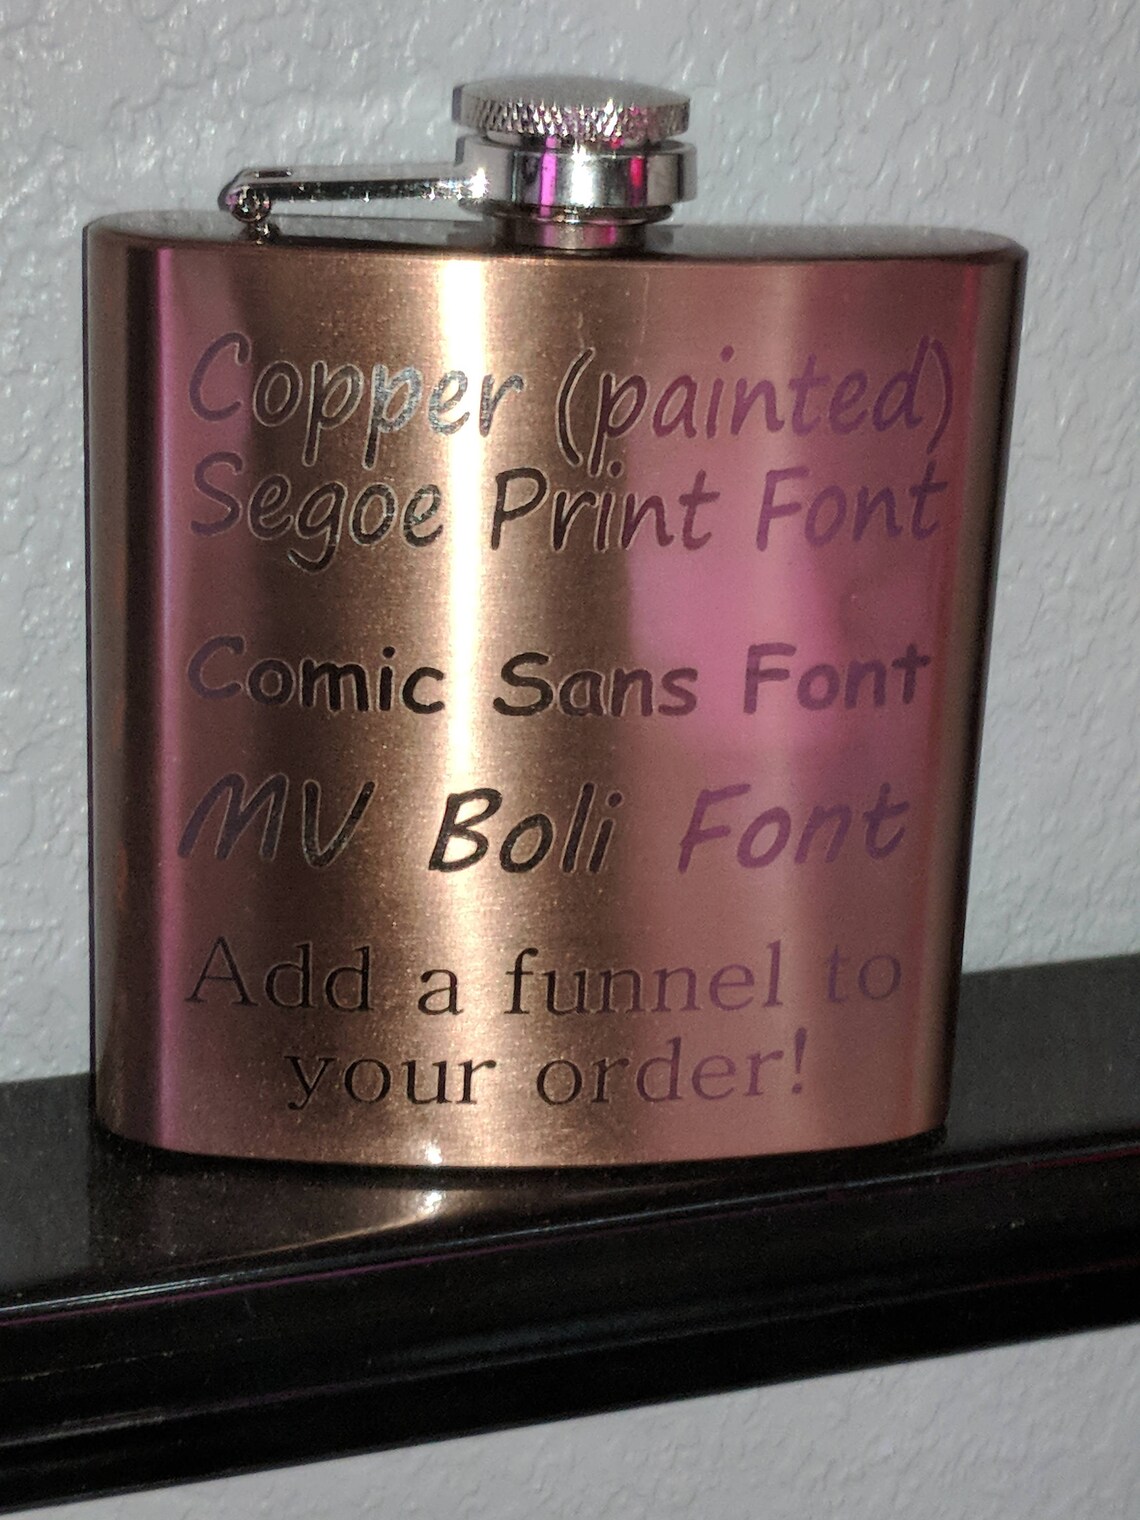 Copper (painted)
Segoe Print Font
Comic Sans Font
MV Boli Font
Add a funnel to
your order!